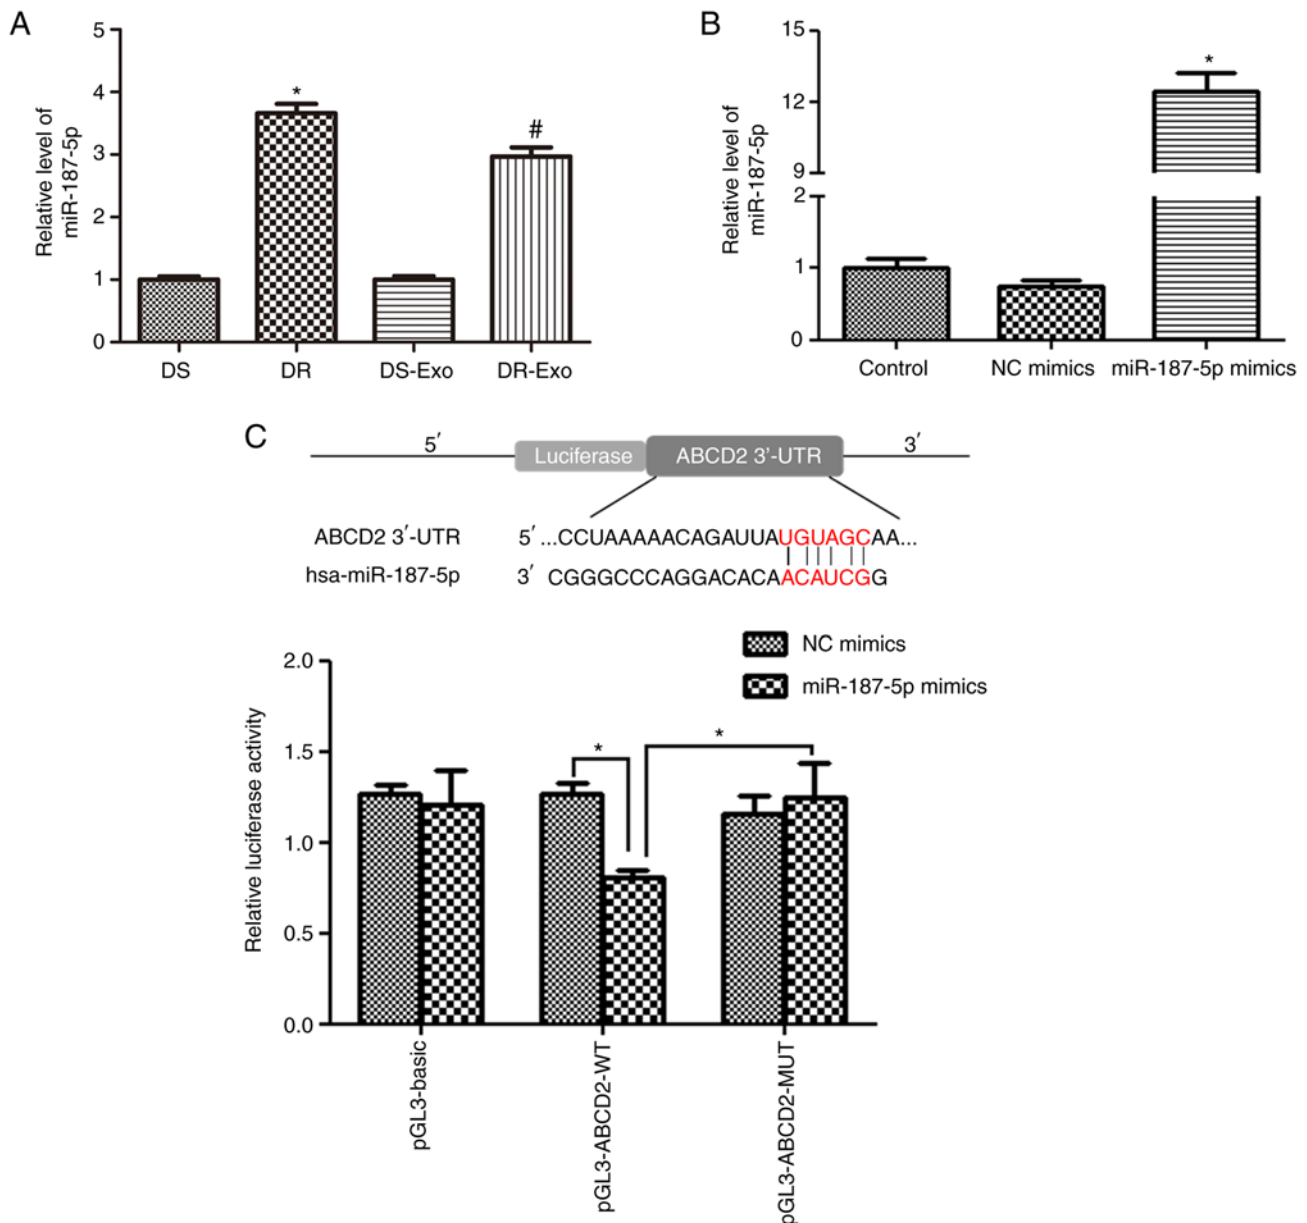 A
Relative level of
miR-187-5p
5
4
3
2
1
0
*
#
DS
DR
DS-Exo
DR-Exo
B
Relative level of
miR-187-5p
15
12
9
2
1
0
*
Control
NC mimics
miR-187-5p mimics
C
5′
Luciferase
ABCD2 3′-UTR
3′
ABCD2 3′-UTR 5′ ...CCUAAAAACAGAUUAUGUAGCAA...
hsa-miR-187-5p 3′ CGGGCCCAGGACACAACAUCGG
NC mimics
miR-187-5p mimics
Relative luciferase activity
2.0
1.5
1.0
0.5
0.0
*
*
pGL3-basic
pGL3-ABCD2-WT
pGL3-ABCD2-MUT